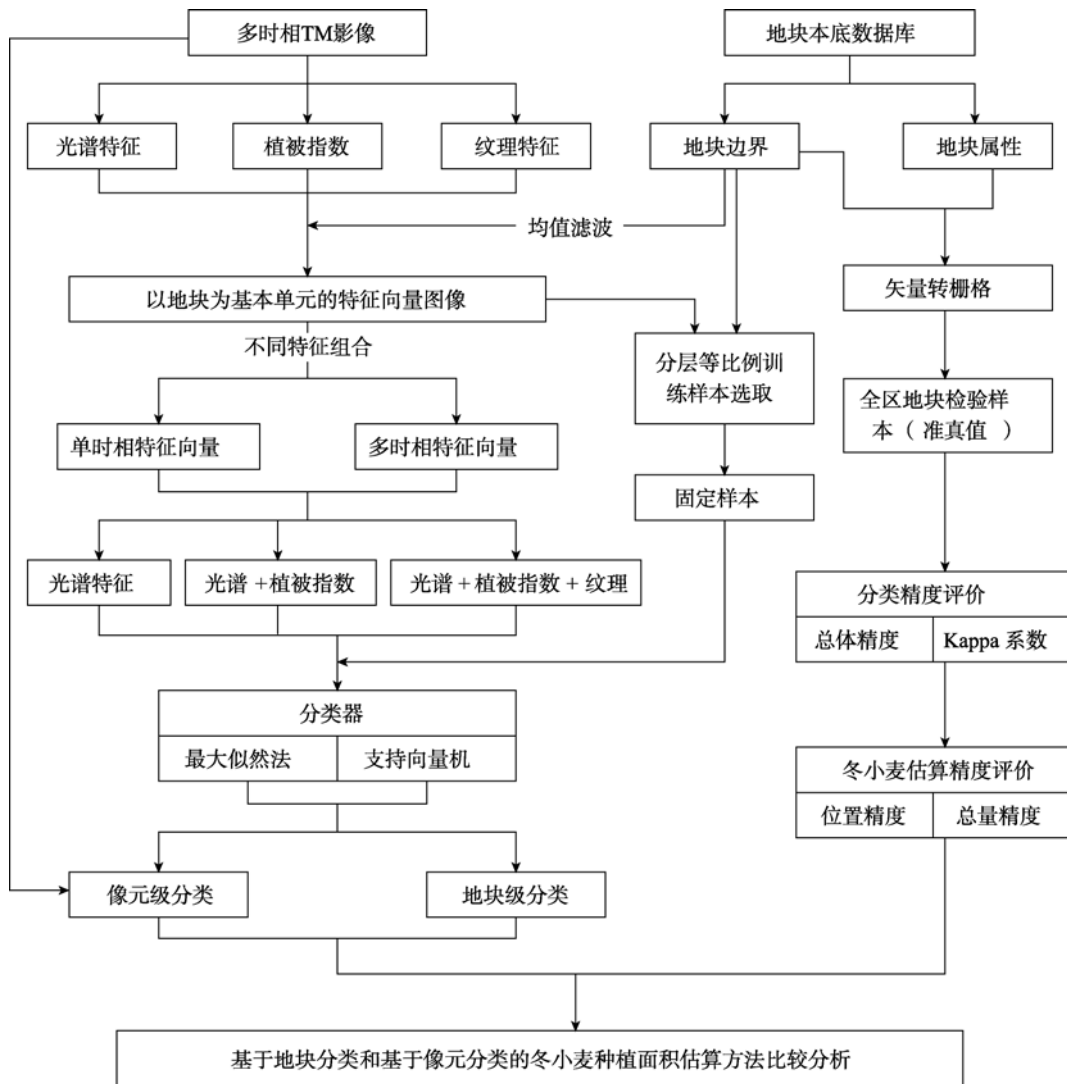 多时相TM影像
地块本底数据库
光谱特征
植被指数
纹理特征
地块边界
地块属性
均值滤波
以地块为基本单元的特征向量图像
矢量转栅格
不同特征组合
分层等比例训
练样本选取
全区地块检验样
本（ 准真值 ）
单时相特征向量
多时相特征向量
固定样本
光谱特征
光谱 +植被指数
光谱 +植被指数 + 纹理
分类精度评价
总体精度
Kappa 系数
分类器
最大似然法
支持向量机
冬小麦估算精度评价
位置精度
总量精度
像元级分类
地块级分类
基于地块分类和基于像元分类的冬小麦种植面积估算方法比较分析